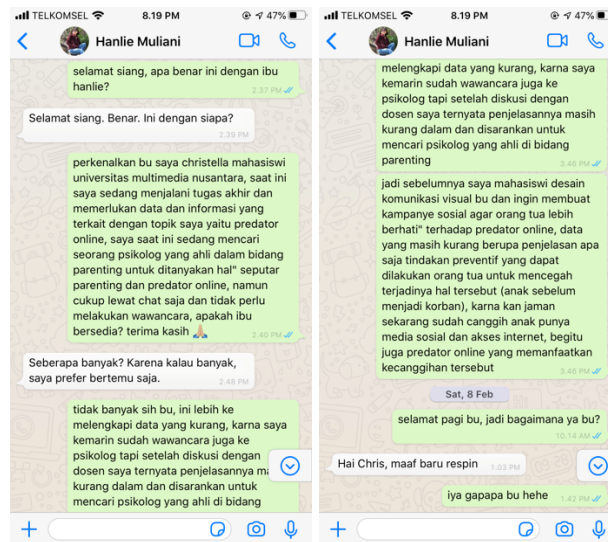 TELKOMSEL 8.19 PM 47%
Hanlie Muliani
selamat siang, apa benar ini dengan ibu
hanlie?
2.37 PM
Selamat siang. Benar. Ini dengan siapa?
2.39 PM
perkenalkan bu saya christella mahasiswi
universitas multimedia nusantara, saat ini
saya sedang menjalani tugas akhir dan
memerlukan data dan informasi yang
terkait dengan topik saya yaitu predator
online, saya saat ini sedang mencari
seorang psikolog yang ahli dalam bidang
parenting untuk ditanyakan hal" seputar
parenting dan predator online, namun
cukup lewat chat saja dan tidak perlu
melakukan wawancara, apakah ibu
bersedia? terima kasih 🙏🏼
2.40 PM
Seberapa banyak? Karena kalau banyak,
saya prefer bertemu saja.
2.48 PM
tidak banyak sih bu, ini lebih ke
melengkapi data yang kurang, karna saya
kemarin sudah wawancara juga ke
psikolog tapi setelah diskusi dengan
dosen saya ternyata penjelasannya ma
kurang dalam dan disarankan untuk
mencari psikolog yang ahli di bidang
TELKOMSEL 8.19 PM 47%
Hanlie Muliani
melengkapi data yang kurang, karna saya
kemarin sudah wawancara juga ke
psikolog tapi setelah diskusi dengan
dosen saya ternyata penjelasannya masih
kurang dalam dan disarankan untuk
mencari psikolog yang ahli di bidang
parenting
3.46 PM
jadi sebelumnya saya mahasiswi desain
komunikasi visual bu dan ingin membuat
kampanye sosial agar orang tua lebih
berhati" terhadap predator online, data
yang masih kurang berupa penjelasan apa
saja tindakan preventif yang dapat
dilakukan orang tua untuk mencegah
terjadinya hal tersebut (anak sebelum
menjadi korban), karna kan jaman
sekarang sudah canggih anak punya
media sosial dan akses internet, begitu
juga predator online yang memanfaatkan
kecanggihan tersebut
3.46 PM
Sat, 8 Feb
selamat pagi bu, jadi bagaimana ya bu?
10.14 AM
Hai Chris, maaf baru respin
1.03 PM
iya gapapa bu hehe
1.42 PM